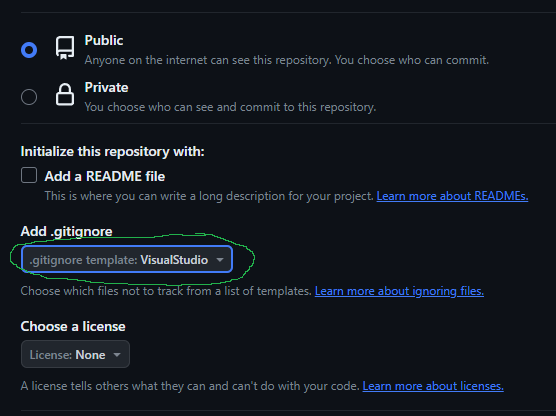 Public
Anyone on the internet can see this repository. You choose who can commit.
Private
You choose who can see and commit to this repository.
Initialize this repository with:
Add a README file
This is where you can write a long description for your project. Learn more about READMEs.
Add .gitignore
.gitignore template: VisualStudio
Choose which files not to track from a list of templates. Learn more about ignoring files.
Choose a license
License: None
A license tells others what they can and can't do with your code. Learn more about licenses.